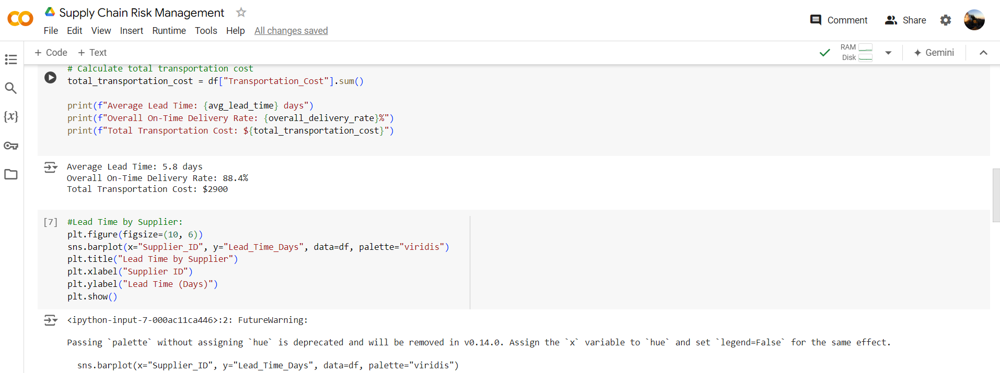 Supply Chain Risk Management
File Edit View Insert Runtime Tools Help All changes saved
Comment
Share
+ Code + Text
RAM
Disk
Gemini
# Calculate total transportation cost
total_transportation_cost = df["Transportation_Cost"].sum()
print(f"Average Lead Time: {avg_lead_time} days")
print(f"Overall On-Time Delivery Rate: {overall_delivery_rate}%")
print(f"Total Transportation Cost: ${total_transportation_cost}")
{x}
Average Lead Time: 5.8 days
Overall On-Time Delivery Rate: 88.4%
Total Transportation Cost: $2900
[7] #Lead Time by Supplier:
plt.figure(figsize=(10, 6))
sns.barplot(x="Supplier_ID", y="Lead_Time_Days", data=df, palette="viridis")
plt.title("Lead Time by Supplier")
plt.xlabel("Supplier ID")
plt.ylabel("Lead Time (Days)")
plt.show()
<ipython-input-7-000ac11ca446>:2: FutureWarning:
Passing `palette` without assigning `hue` is deprecated and will be removed in v0.14.0. Assign the `x` variable to `hue` and set `legend=False` for the same effect.
sns.barplot(x="Supplier_ID", y="Lead_Time_Days", data=df, palette="viridis")